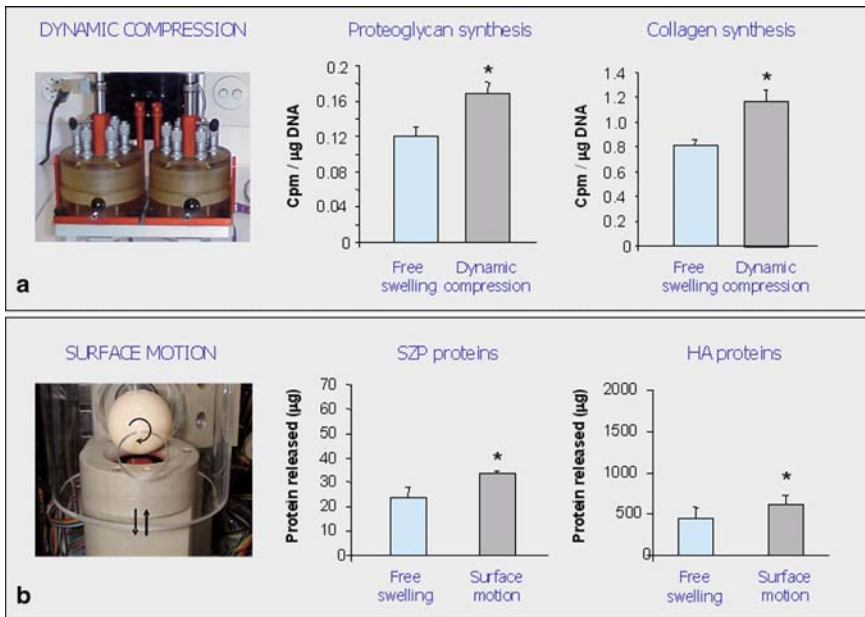 DYNAMIC COMPRESSION
Proteoglycan synthesis
Collagen synthesis
Cpm / µg DNA
0.2
0.16
0.12
0.08
0.04
0
*
Free swelling
Dynamic compression
Cpm / µg DNA
1.4
1.2
1.0
0.8
0.6
0.4
0.2
0
*
Free swelling
Dynamic compression
a
SURFACE MOTION
SZP proteins
HA proteins
Protein released (µg)
70
60
50
40
30
20
10
0
*
Free swelling
Surface motion
Protein released (µg)
2000
1500
1000
500
0
*
Free swelling
Surface motion
b